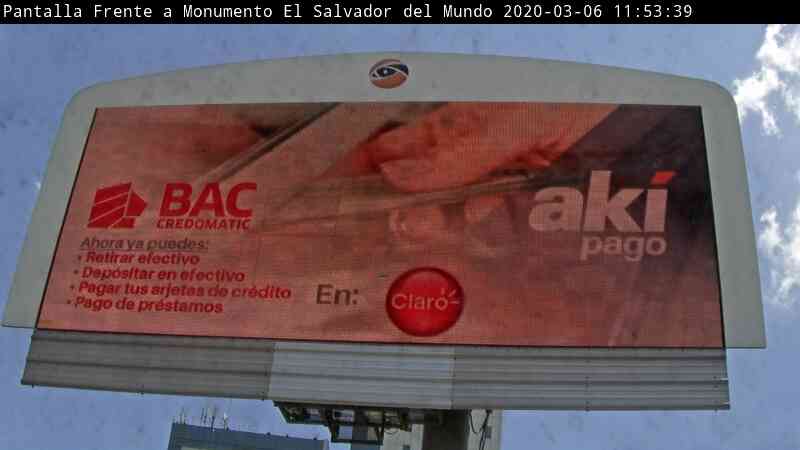 Pantalla Frente a Monumento El Salvador del Mundo 2020-03-06 11:53:39
BAC
CREDOMATIC
akí
pago
Ahora ya puedes:
• Retirar efectivo
• Depósitar en efectivo
• Pagar tus arjetas de crédito
• Pago de préstamos
En:
Claro